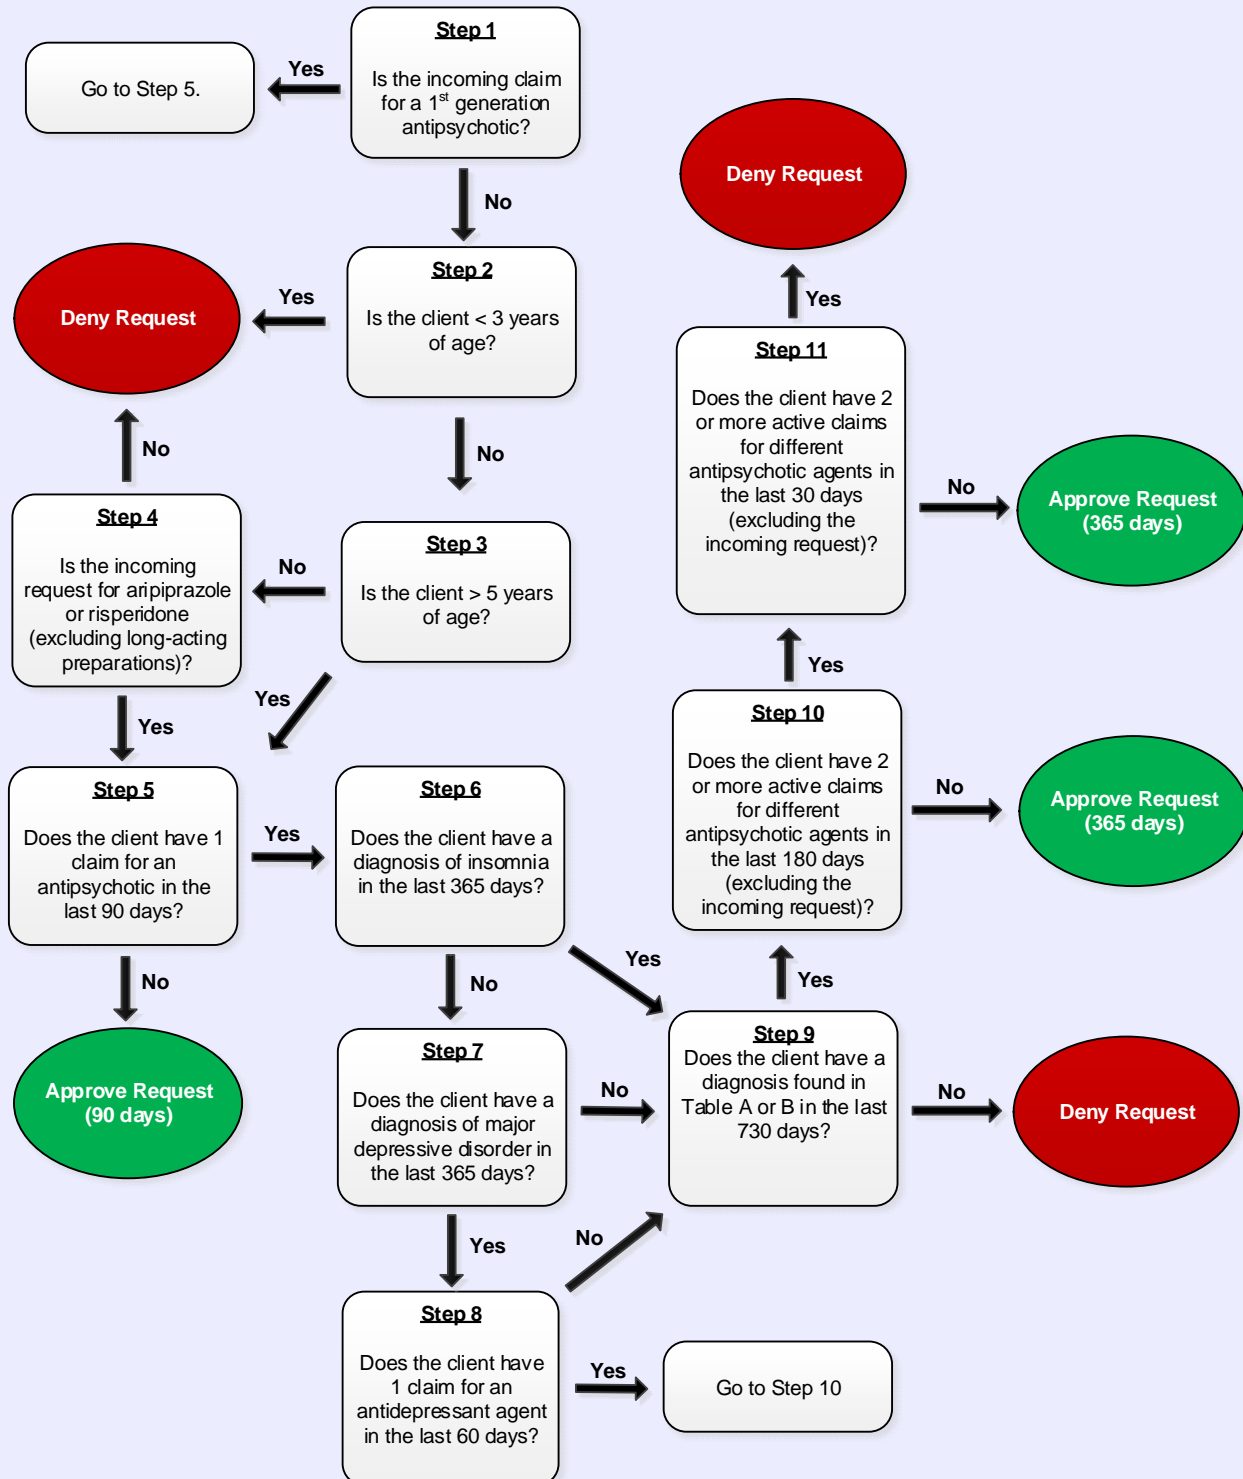 Step 1
Is the incoming claim
for a 1st generation
antipsychotic?
Yes
Go to Step 5.
No
Step 2
Is the client < 3 years
of age?
Yes
Deny Request
No
Step 3
Is the client > 5 years
of age?
No
Step 4
Is the incoming
request for aripiprazole
or risperidone
(excluding long-acting
preparations)?
No
Yes
Yes
Step 5
Does the client have 1
claim for an
antipsychotic in the
last 90 days?
No
Approve Request
(90 days)
Yes
Step 6
Does the client have a
diagnosis of insomnia
in the last 365 days?
Yes
No
Step 7
Does the client have a
diagnosis of major
depressive disorder in
the last 365 days?
No
Yes
Step 8
Does the client have
1 claim for an
antidepressant agent
in the last 60 days?
No
Yes
Go to Step 10
Step 9
Does the client have a
diagnosis found in
Table A or B in the last
730 days?
No
Deny Request
Yes
Step 10
Does the client have 2
or more active claims
for different
antipsychotic agents in
the last 180 days
(excluding the
incoming request)?
No
Approve Request
(365 days)
Yes
Step 11
Does the client have 2
or more active claims
for different
antipsychotic agents in
the last 30 days
(excluding the
incoming request)?
No
Approve Request
(365 days)
Yes
Deny Request